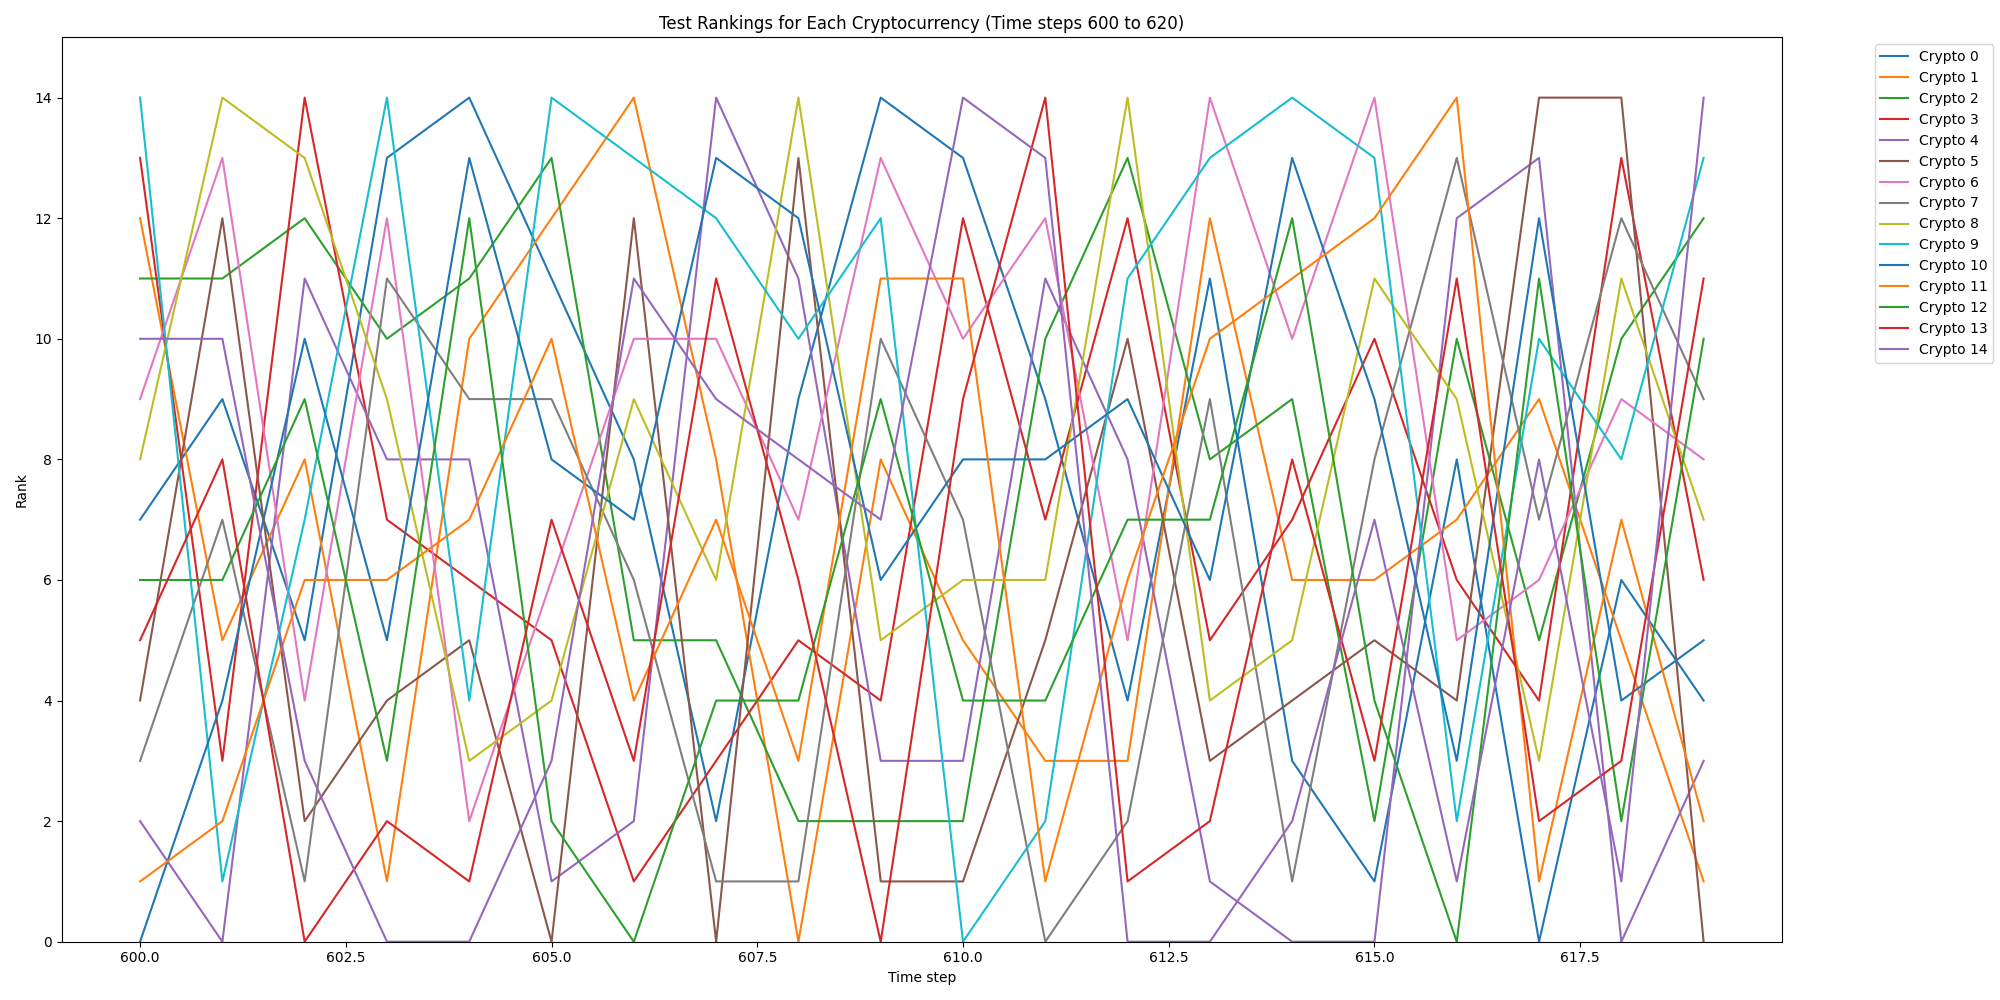 Test Rankings for Each Cryptocurrency (Time steps 600 to 620)
Rank
14
12
10
8
6
4
2
0
600.0 602.5 605.0 607.5 610.0 612.5 615.0 617.5
Time step
Crypto 0
Crypto 1
Crypto 2
Crypto 3
Crypto 4
Crypto 5
Crypto 6
Crypto 7
Crypto 8
Crypto 9
Crypto 10
Crypto 11
Crypto 12
Crypto 13
Crypto 14